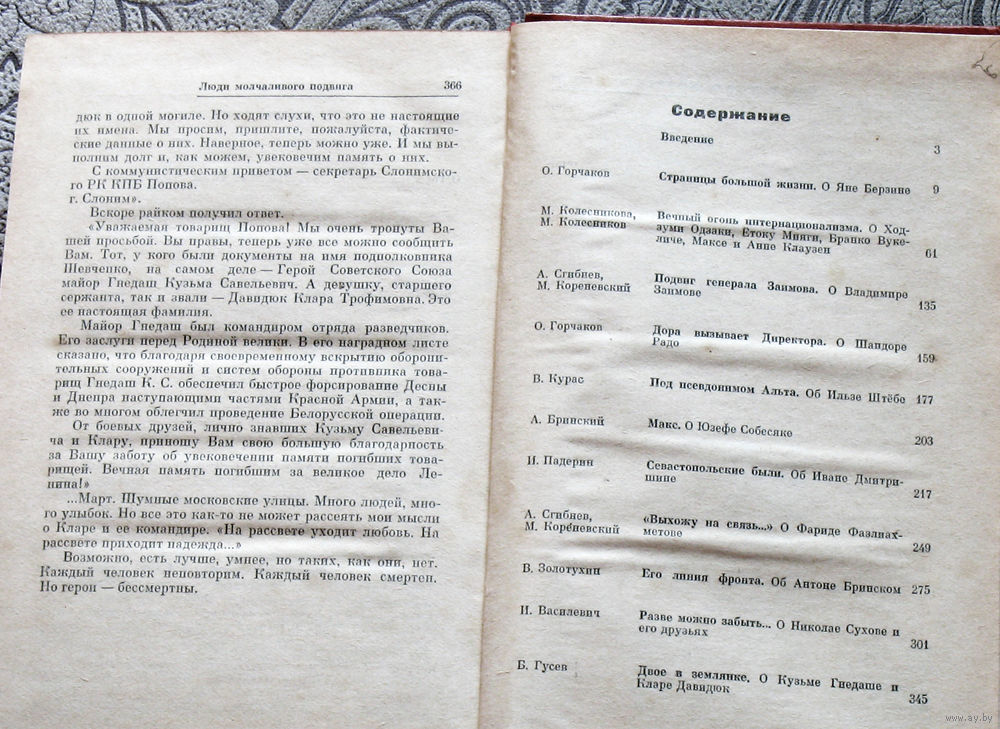 Люди молчаливого подвига 366
дюк в одной могиле. Но ходят слухи, что это не настоящие
их имена. Мы просим, пришлите, пожалуйста, фактиче-
ские данные о них. Наверное, теперь можно уже. И мы вы-
полним долг и, как можем, увековечим память о них.
С коммунистическим приветом — секретарь Слонимско-
го РК КПБ Попова.
г. Слоним».
Вскоре райком получил ответ.
«Уважаемая товарищ Попова! Мы очень тронуты Ва-
шей просьбой. Вы правы, теперь уже все можно сообщить
Вам. Тот, у кого были документы на имя подполковника
Шевченко, на самом деле — Герой Советского Союза
майор Гнедаш Кузьма Савельевич. А девушку, старшего
сержанта, так и звали — Давидюк Клара Трофимовна. Это
ее настоящая фамилия.
Майор Гнедаш был командиром отряда разведчиков.
Его заслуги перед Родиной велики. В его наградном листе
сказано, что благодаря своевременному вскрытию оборони-
тельных сооружений и систем обороны противника това-
рищ Гнедаш К. С. обеспечил быстрое форсирование Десны
и Днепра наступающими частями Красной Армии, а так-
же во многом облегчил проведение Белорусской операции.
От боевых друзей, лично знавших Кузьму Савельеви-
ча и Клару, приношу Вам свою большую благодарность
за Вашу заботу об увековечении памяти погибших това-
рищей. Вечная память погибшим за великое дело Ле-
нина!»
...Март. Шумные московские улицы. Много людей, мно-
го улыбок. Но все это как-то не может рассеять мои мысли
о Кларе и ее командире. «На рассвете уходит любовь. На
рассвете приходит надежда...»
Возможно, есть лучше, умнее, но таких, как они, нет.
Каждый человек неповторим. Каждый человек смертен.
Но герои — бессмертны.
Содержание
Введение 3
О. Горчаков Страницы большой жизни. О Яне Берзине 9
М. Колесникова, Вечный огонь интернационализма. О Ход-
М. Колесников зуми Одзаки, Етоку Мияги, Бранко Вуке-
личе, Максе и Анне Клаузен 61
А. Сгибнев, Подвиг генерала Заимова. О Владимире
М. Кореневский Заимове 135
О. Горчаков Дора вызывает Директора. О Шандоре
Радо 159
В. Курас Под псевдонимом Альта. Об Ильзе Штёбе 177
А. Бринский Макс. О Юзефе Собесяке 203
И. Падерин Севастопольские были. Об Иване Дмитри-
шине 217
А. Сгибнев, «Выхожу на связь...» О Фариде Фазлиах-
М. Кореневский метове 249
В. Золотухин Его линия фронта. Об Антоне Бринском 275
И. Василевич Разве можно забыть... О Николае Сухове и
его друзьях 301
Б. Гусев Двое в землянке. О Кузьме Гнедаше и
Кларе Давидюк 345
www.ay.by